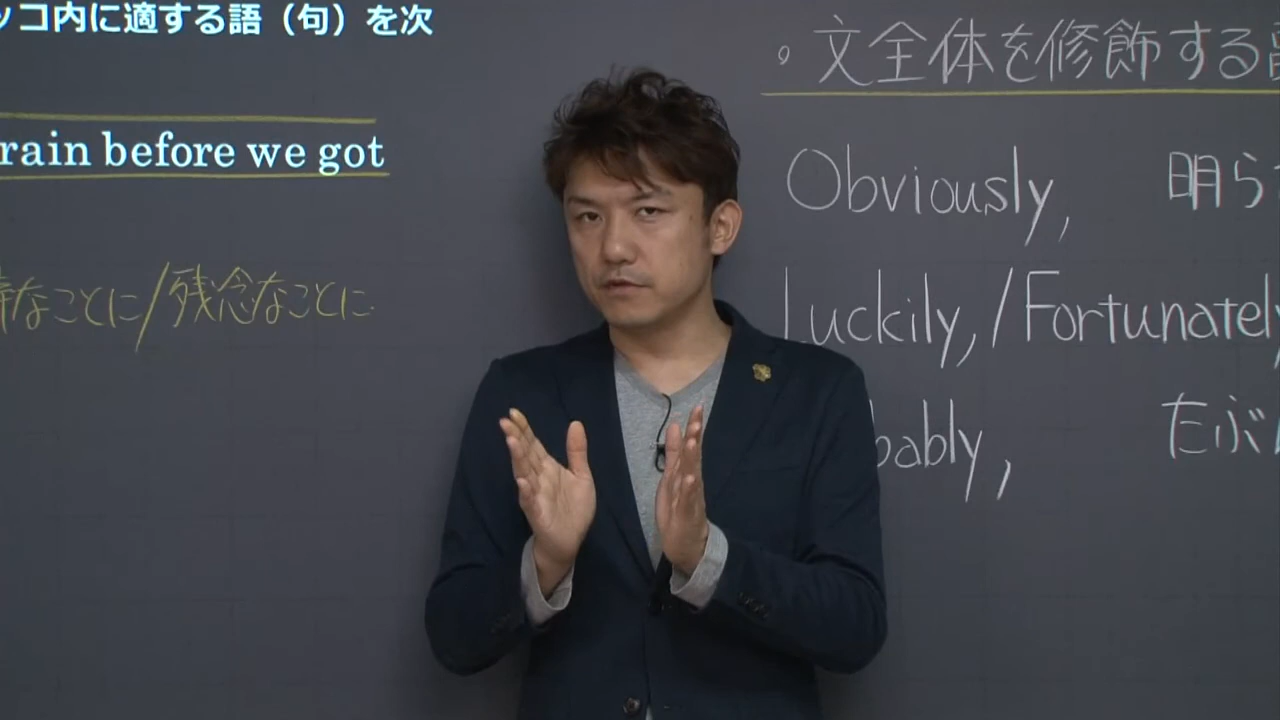 ッコ内に適する語（句）を次
rain before we got
なことに/残念なことに
。文全体を修飾する
Obviously, 明ら
Luckily, / Fortunately,
bably, たぶ